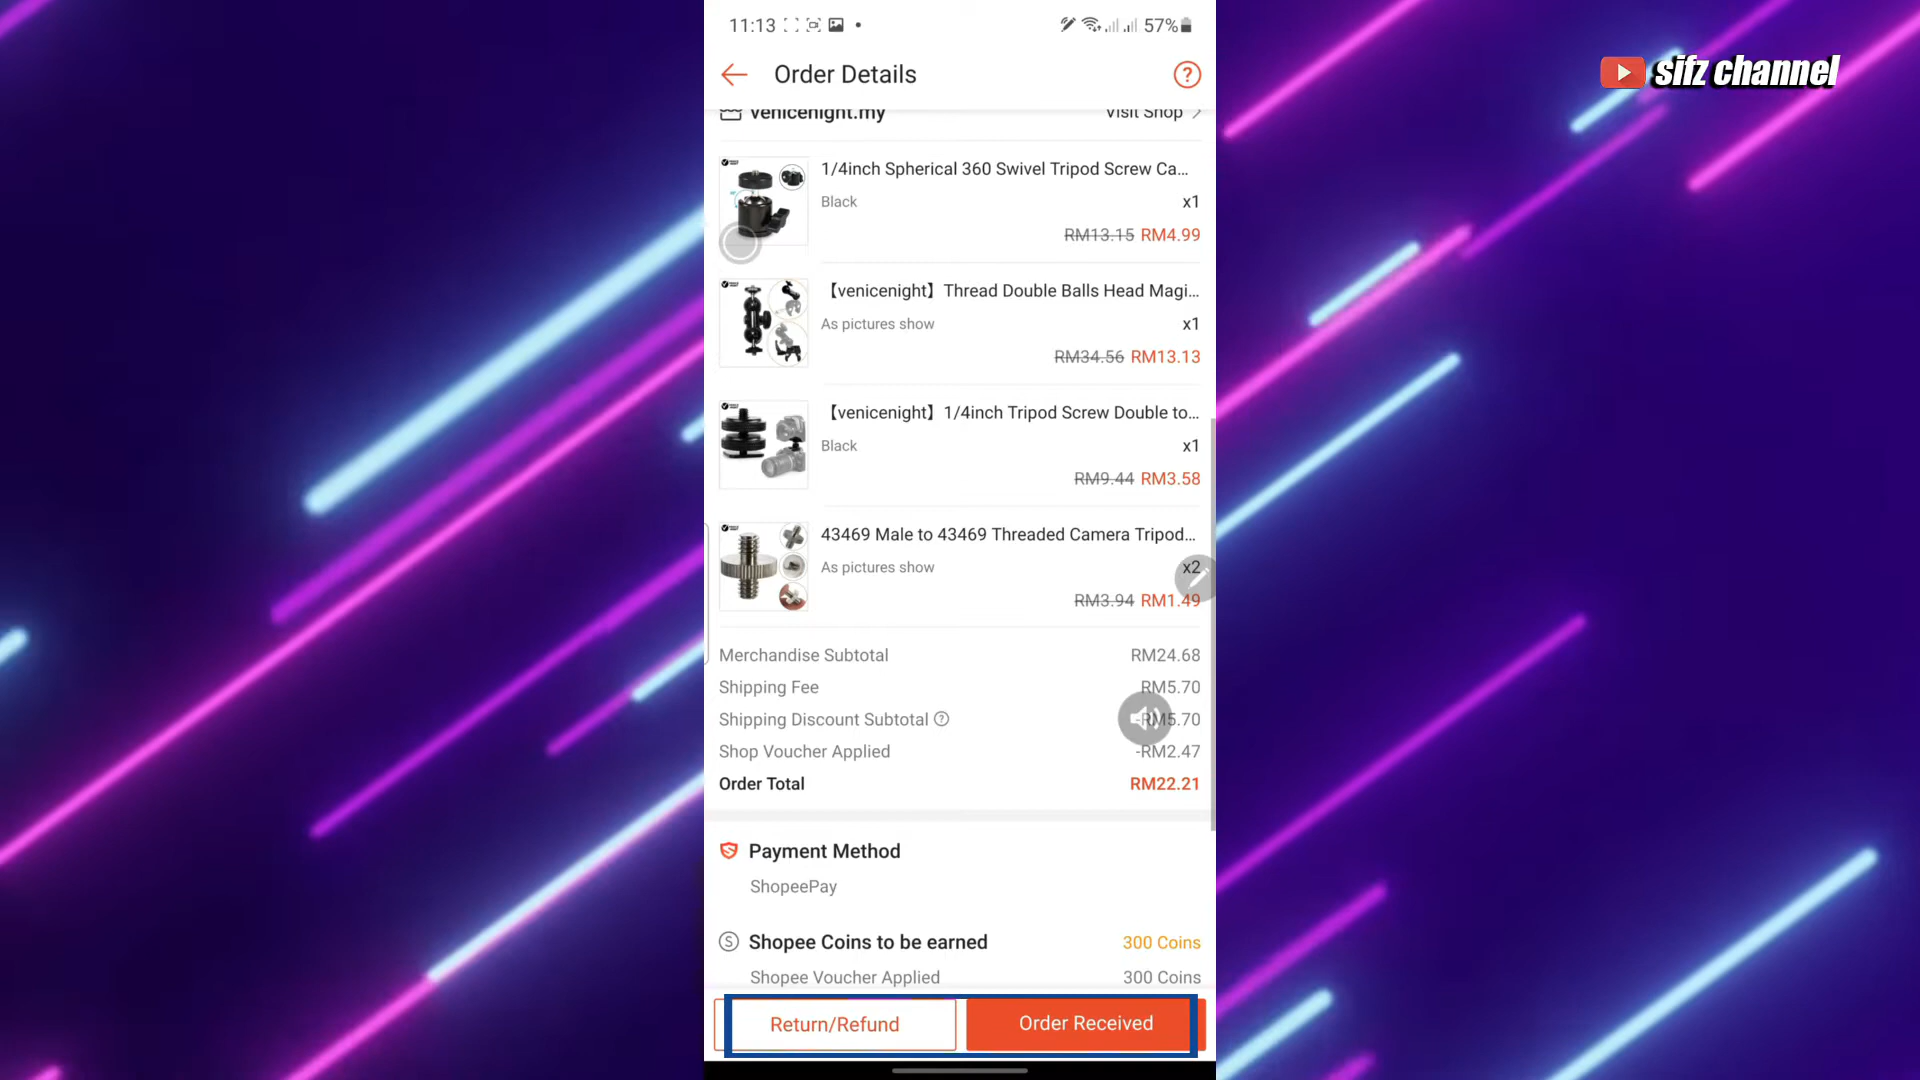 11:13
57%
sifz channel
Order Details
venicenight.my
Visit Shop
1/4inch Spherical 360 Swivel Tripod Screw Ca...
Black
x1
RM13.15 RM4.99
【venicenight】Thread Double Balls Head Magi...
As pictures show
x1
RM34.56 RM13.13
【venicenight】1/4inch Tripod Screw Double to...
Black
x1
RM9.44 RM3.58
43469 Male to 43469 Threaded Camera Tripod...
As pictures show
x2
RM3.94 RM1.49
Merchandise Subtotal
RM24.68
Shipping Fee
RM5.70
Shipping Discount Subtotal
-RM5.70
Shop Voucher Applied
-RM2.47
Order Total
RM22.21
Payment Method
ShopeePay
Shopee Coins to be earned
300 Coins
Shopee Voucher Applied
300 Coins
Return/Refund
Order Received